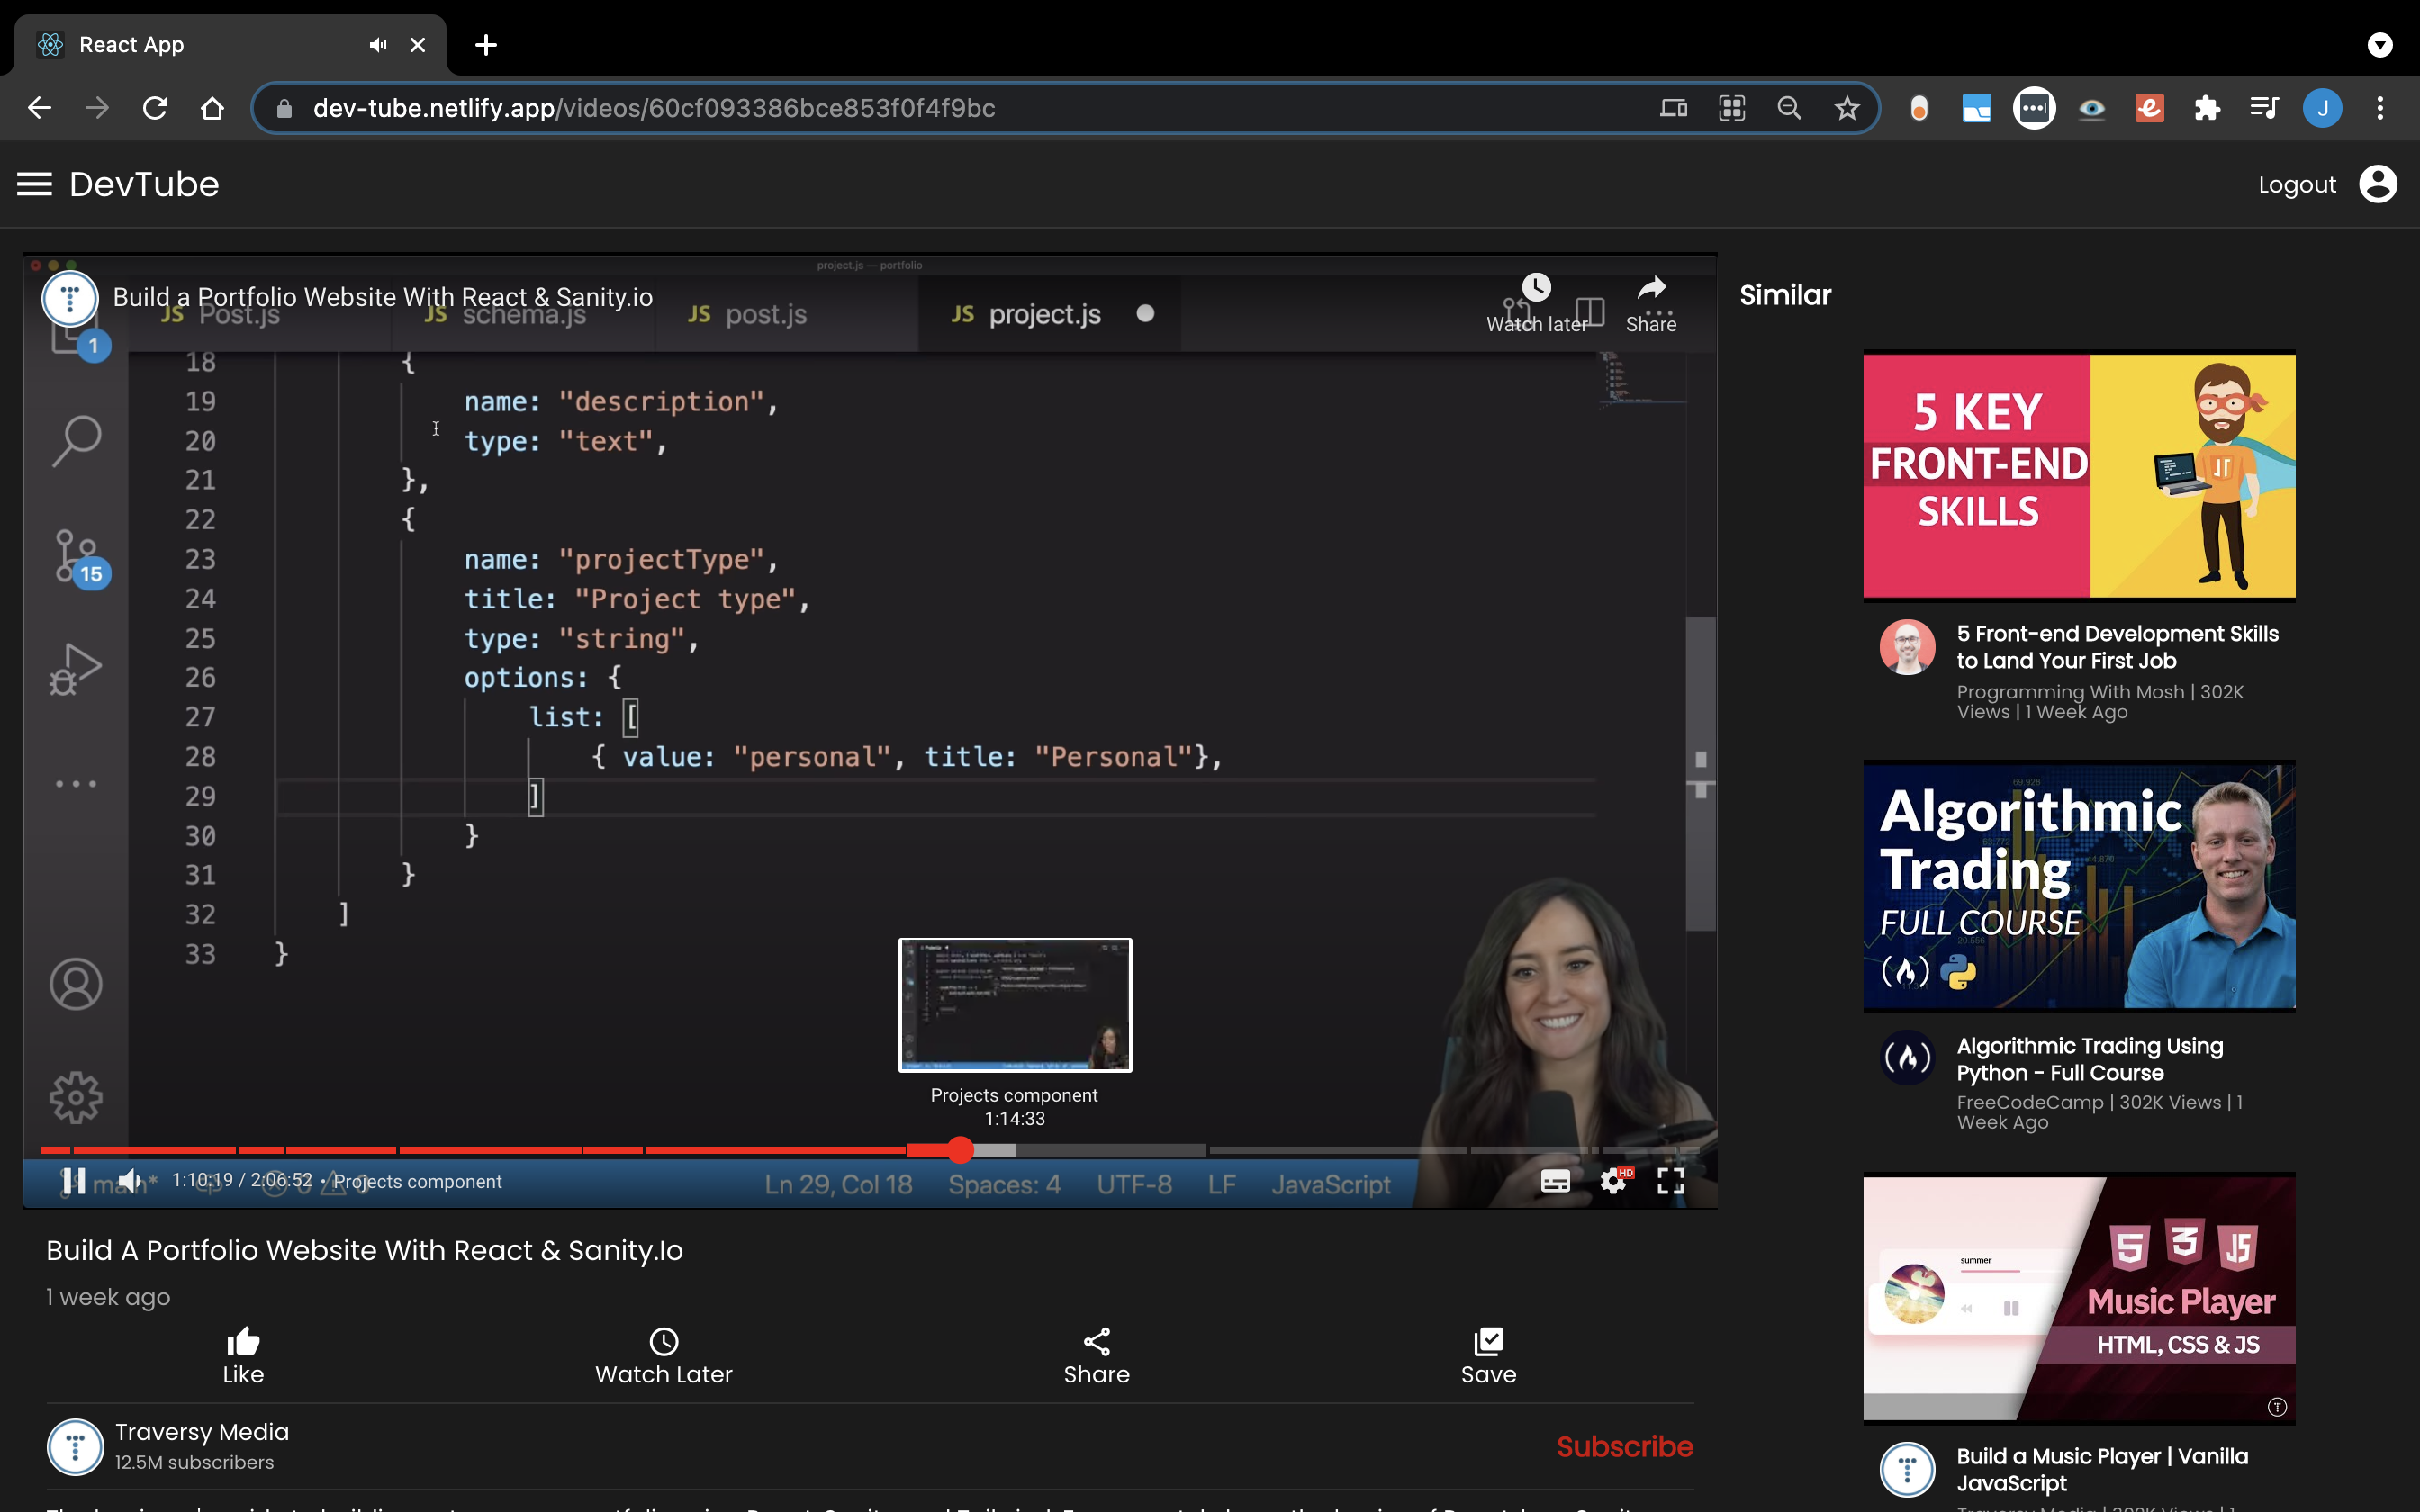 React App
dev-tube.netlify.app/videos/60cf093386bce853f0f4f9bc
J
DevTube
Logout
project.js — portfolio
Build a Portfolio Website With React & Sanity.io
JS Post.js
JS schema.js
JS post.js
JS project.js
Watch later
Share
1
15
18 {
19 name: "description",
20 type: "text",
21 },
22 {
23 name: "projectType",
24 title: "Project type",
25 type: "string",
26 options: {
27 list: [
28 { value: "personal", title: "Personal"},
29 ]
30 }
31 }
32 ]
33 }
Projects component
1:14:33
1:10:19 / 2:06:52 • Projects component
Ln 29, Col 18 Spaces: 4 UTF-8 LF JavaScript
HD
Build A Portfolio Website With React & Sanity.Io
1 week ago
Like
Watch Later
Share
Save
Traversy Media
12.5M subscribers
Subscribe
Similar
5 KEY
FRONT-END
SKILLS
5 Front-end Development Skills
to Land Your First Job
Programming With Mosh | 302K
Views | 1 Week Ago
Algorithmic
Trading
FULL COURSE
Algorithmic Trading Using
Python - Full Course
FreeCodeCamp | 302K Views | 1
Week Ago
summer
5 3 JS
Music Player
HTML, CSS & JS
Build a Music Player | Vanilla
JavaScript